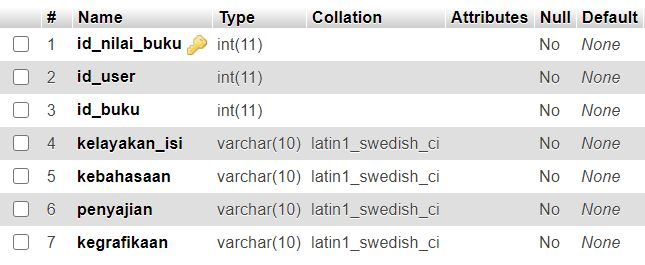 # Name Type Collation Attributes Null Default
1 id_nilai_buku int(11) No None
2 id_user int(11) No None
3 id_buku int(11) No None
4 kelayakan_isi varchar(10) latin1_swedish_ci No None
5 kebahasaan varchar(10) latin1_swedish_ci No None
6 penyajian varchar(10) latin1_swedish_ci No None
7 kegrafikaan varchar(10) latin1_swedish_ci No None